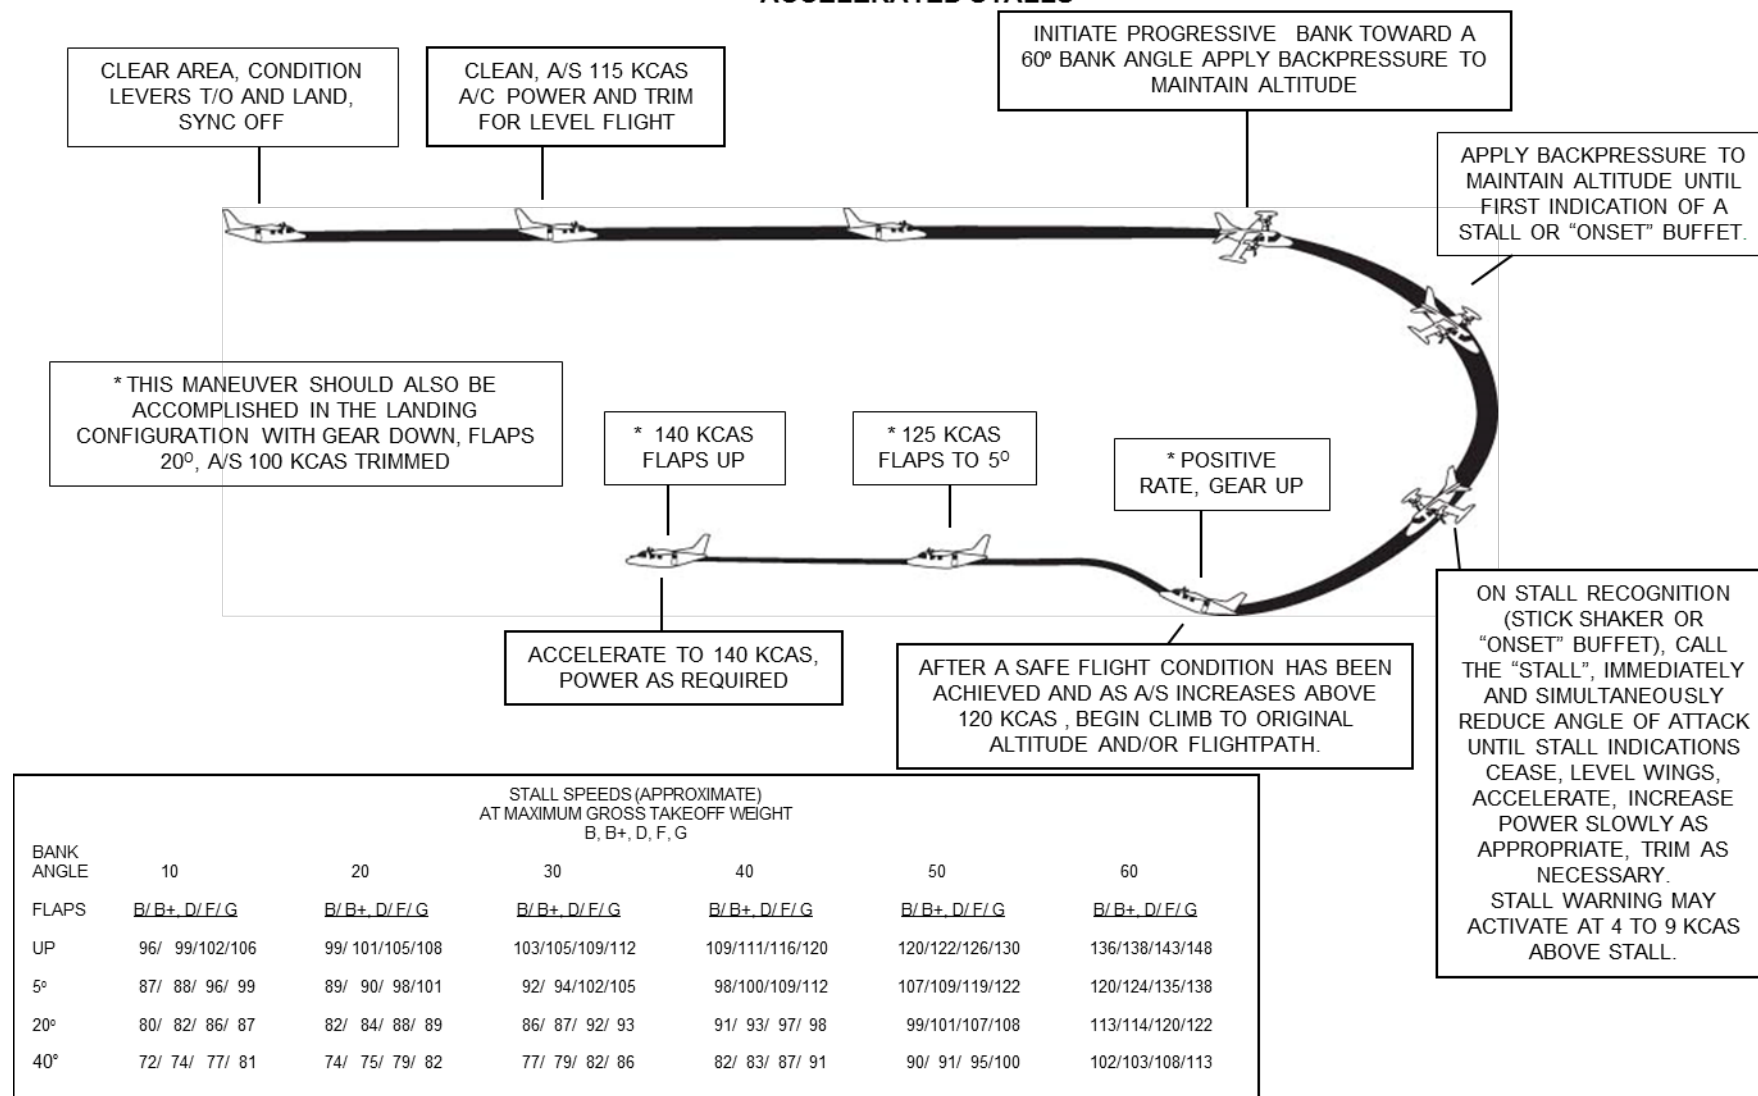 ACCELERATED STALLS
CLEAR AREA, CONDITION
LEVERS T/O AND LAND,
SYNC OFF
CLEAN, A/S 115 KCAS
A/C POWER AND TRIM
FOR LEVEL FLIGHT
INITIATE PROGRESSIVE BANK TOWARD A
60º BANK ANGLE APPLY BACKPRESSURE TO
MAINTAIN ALTITUDE
APPLY BACKPRESSURE TO
MAINTAIN ALTITUDE UNTIL
FIRST INDICATION OF A
STALL OR “ONSET” BUFFET.
* THIS MANEUVER SHOULD ALSO BE
ACCOMPLISHED IN THE LANDING
CONFIGURATION WITH GEAR DOWN, FLAPS
20⁰, A/S 100 KCAS TRIMMED
* 140 KCAS
FLAPS UP
* 125 KCAS
FLAPS TO 5⁰
* POSITIVE
RATE, GEAR UP
ACCELERATE TO 140 KCAS,
POWER AS REQUIRED
AFTER A SAFE FLIGHT CONDITION HAS BEEN
ACHIEVED AND AS A/S INCREASES ABOVE
120 KCAS , BEGIN CLIMB TO ORIGINAL
ALTITUDE AND/OR FLIGHTPATH.
ON STALL RECOGNITION
(STICK SHAKER OR
“ONSET” BUFFET), CALL
THE “STALL”, IMMEDIATELY
AND SIMULTANEOUSLY
REDUCE ANGLE OF ATTACK
UNTIL STALL INDICATIONS
CEASE, LEVEL WINGS,
ACCELERATE, INCREASE
POWER SLOWLY AS
APPROPRIATE, TRIM AS
NECESSARY.
STALL WARNING MAY
ACTIVATE AT 4 TO 9 KCAS
ABOVE STALL.
STALL SPEEDS (APPROXIMATE)
AT MAXIMUM GROSS TAKEOFF WEIGHT
B, B+, D, F, G
BANK
ANGLE 10 20 30 40 50 60
FLAPS B/ B+, D/ F/ G B/ B+, D/ F/ G B/ B+, D/ F/ G B/ B+, D/ F/ G B/ B+, D/ F/ G B/ B+, D/ F/ G
UP 96/ 99/102/106 99/ 101/105/108 103/105/109/112 109/111/116/120 120/122/126/130 136/138/143/148
5º 87/ 88/ 96/ 99 89/ 90/ 98/101 92/ 94/102/105 98/100/109/112 107/109/119/122 120/124/135/138
20º 80/ 82/ 86/ 87 82/ 84/ 88/ 89 86/ 87/ 92/ 93 91/ 93/ 97/ 98 99/101/107/108 113/114/120/122
40° 72/ 74/ 77/ 81 74/ 75/ 79/ 82 77/ 79/ 82/ 86 82/ 83/ 87/ 91 90/ 91/ 95/100 102/103/108/113